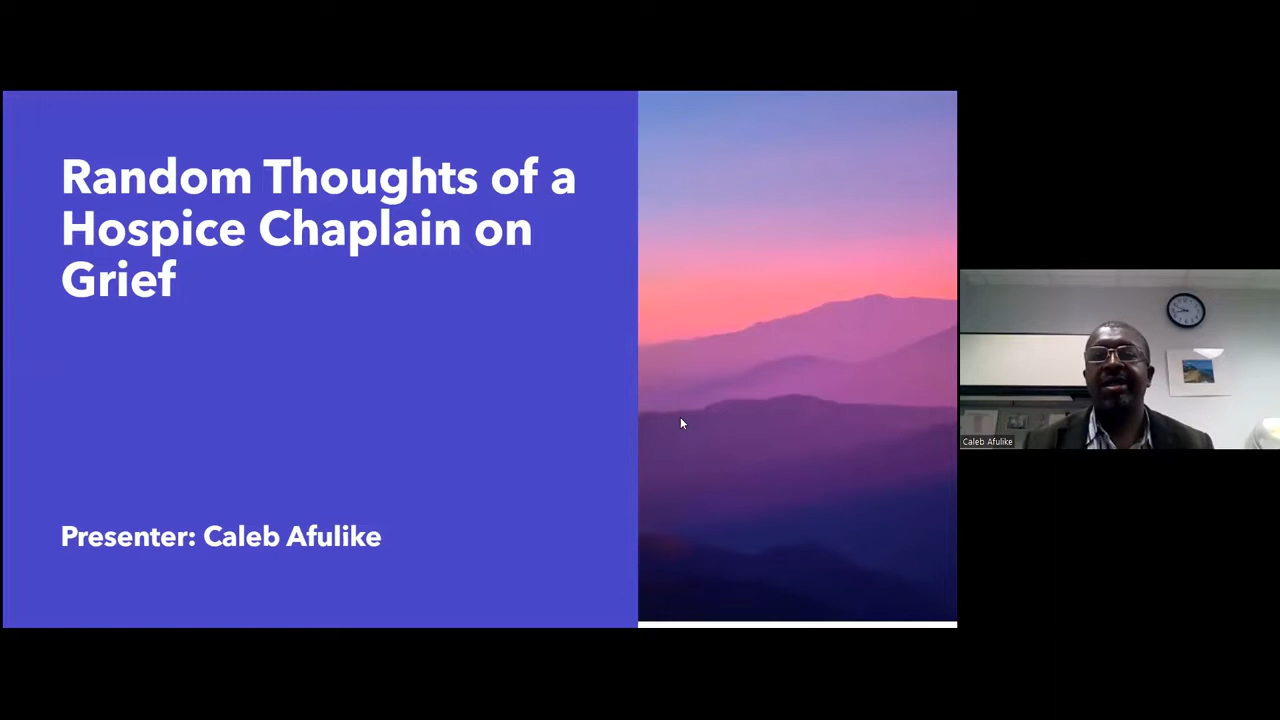 Random Thoughts of a
Hospice Chaplain on
Grief
Presenter: Caleb Afulike
Caleb Afulike